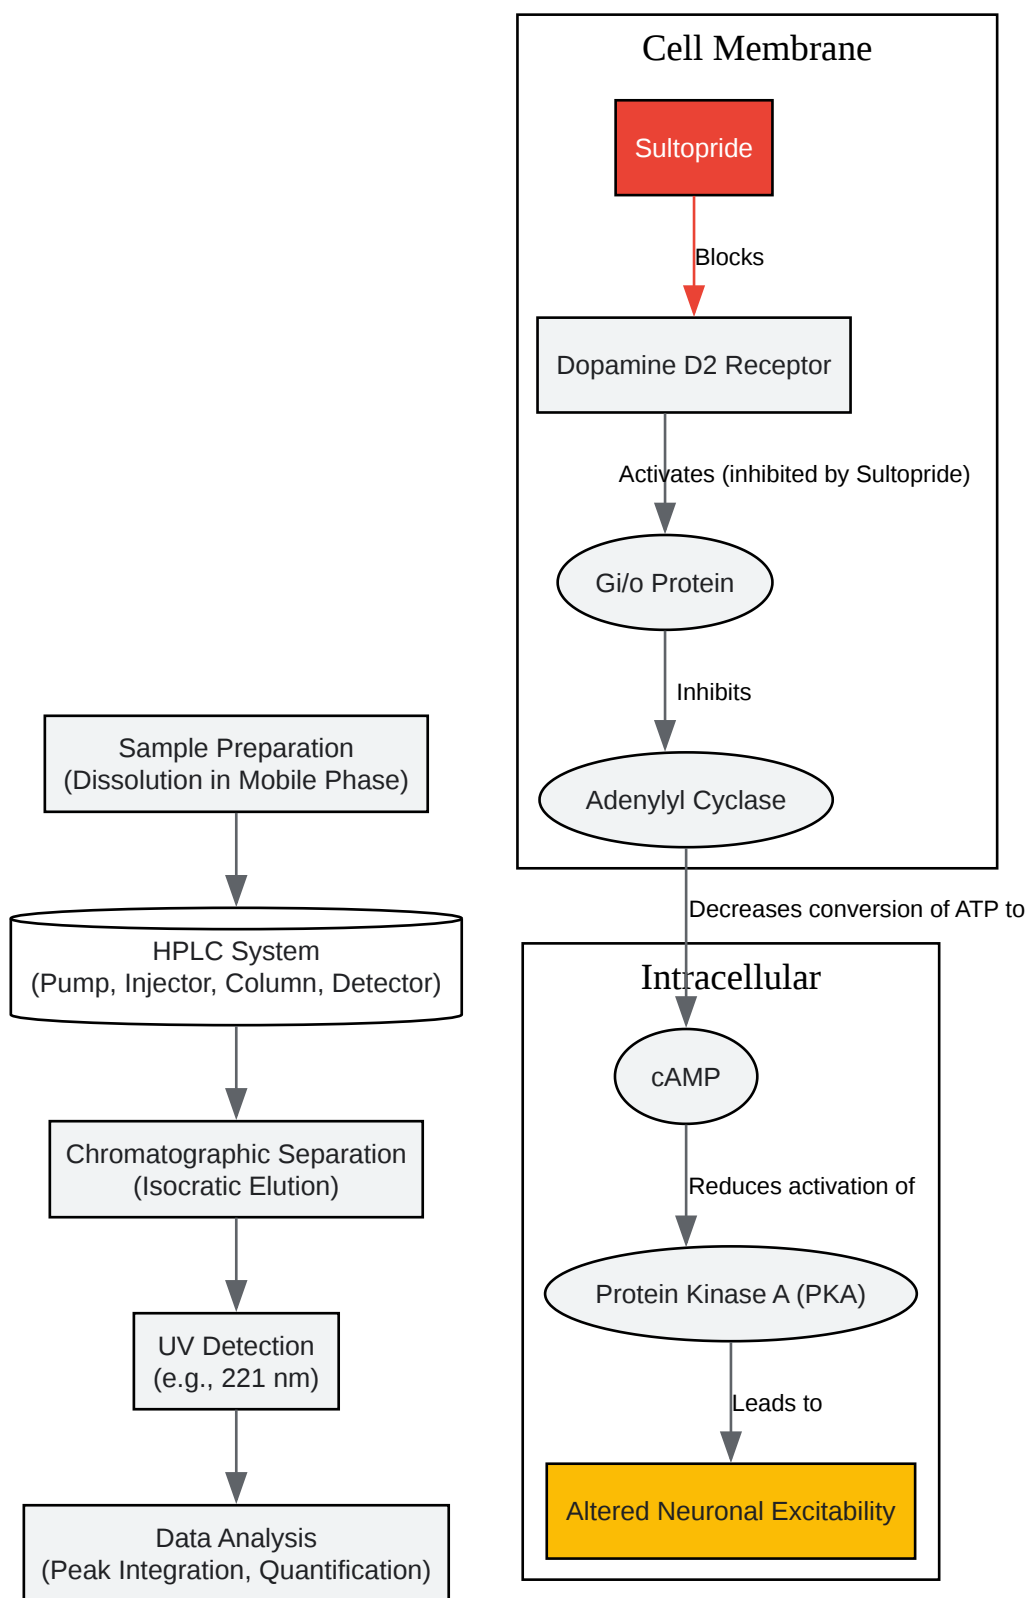 Cell Membrane
Sultopride
Blocks
Dopamine D2 Receptor
Activates (inhibited by Sultopride)
Gi/o Protein
Inhibits
Adenylyl Cyclase
Decreases conversion of ATP to
Intracellular
cAMP
Reduces activation of
Protein Kinase A (PKA)
Leads to
Altered Neuronal Excitability
Sample Preparation
(Dissolution in Mobile Phase)
HPLC System
(Pump, Injector, Column, Detector)
Chromatographic Separation
(Isocratic Elution)
UV Detection
(e.g., 221 nm)
Data Analysis
(Peak Integration, Quantification)